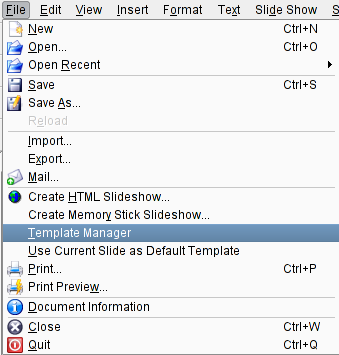 File Edit View Insert Format Text Slide Show S
New Ctrl+N
Open... Ctrl+O
Open Recent
Save Ctrl+S
Save As...
Reload
Import...
Export...
Mail...
Create HTML Slideshow...
Create Memory Stick Slideshow...
Template Manager
Use Current Slide as Default Template
Print... Ctrl+P
Print Preview...
Document Information
Close Ctrl+W
Quit Ctrl+Q